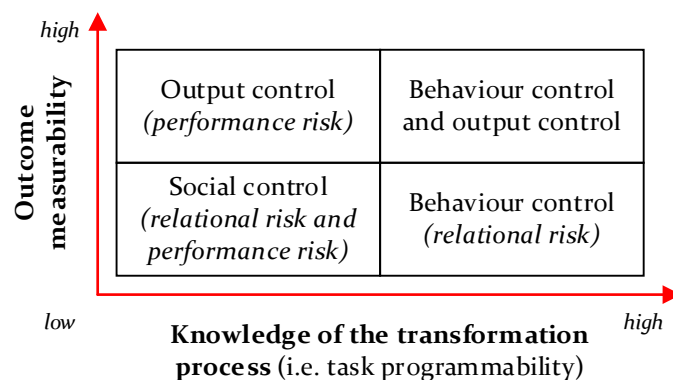 high
Outcome
measurability
Output control
(performance risk)
Behaviour control
and output control
Social control
(relational risk and
performance risk)
Behaviour control
(relational risk)
low
Knowledge of the transformation
process (i.e. task programmability)
high